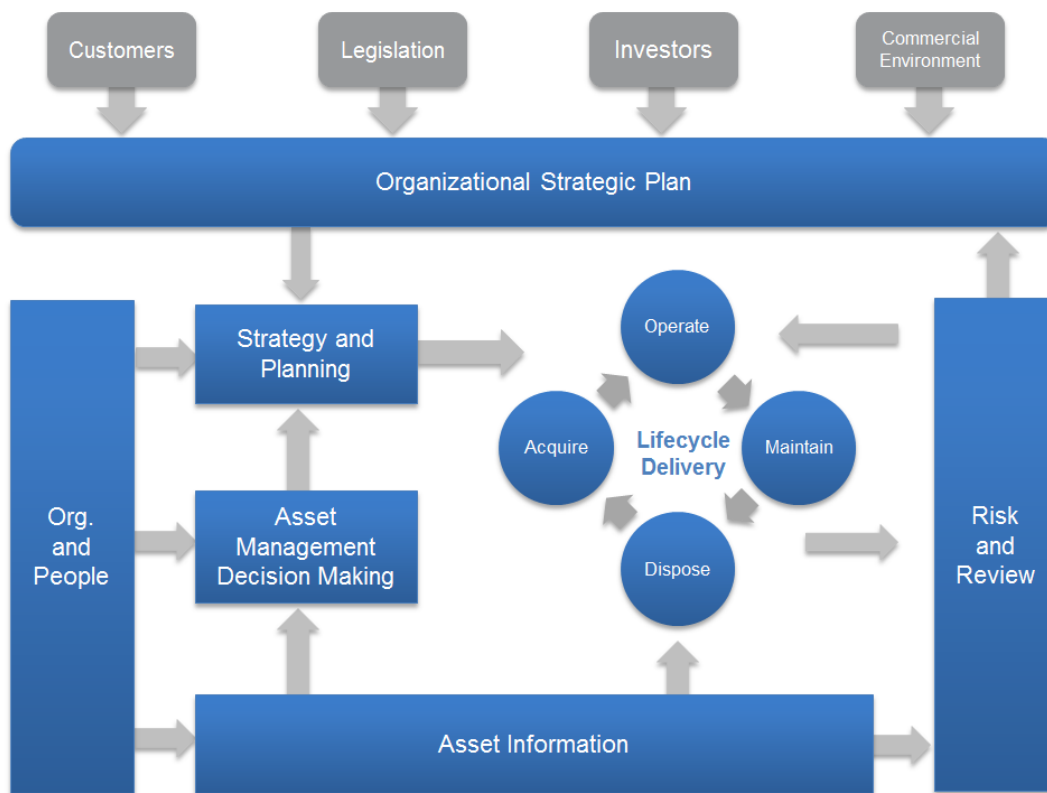 Customers
Legislation
Investors
Commercial
Environment
Organizational Strategic Plan
Strategy and
Planning
Operate
Acquire
Lifecycle
Delivery
Maintain
Org.
and
People
Asset
Management
Decision Making
Dispose
Risk
and
Review
Asset Information